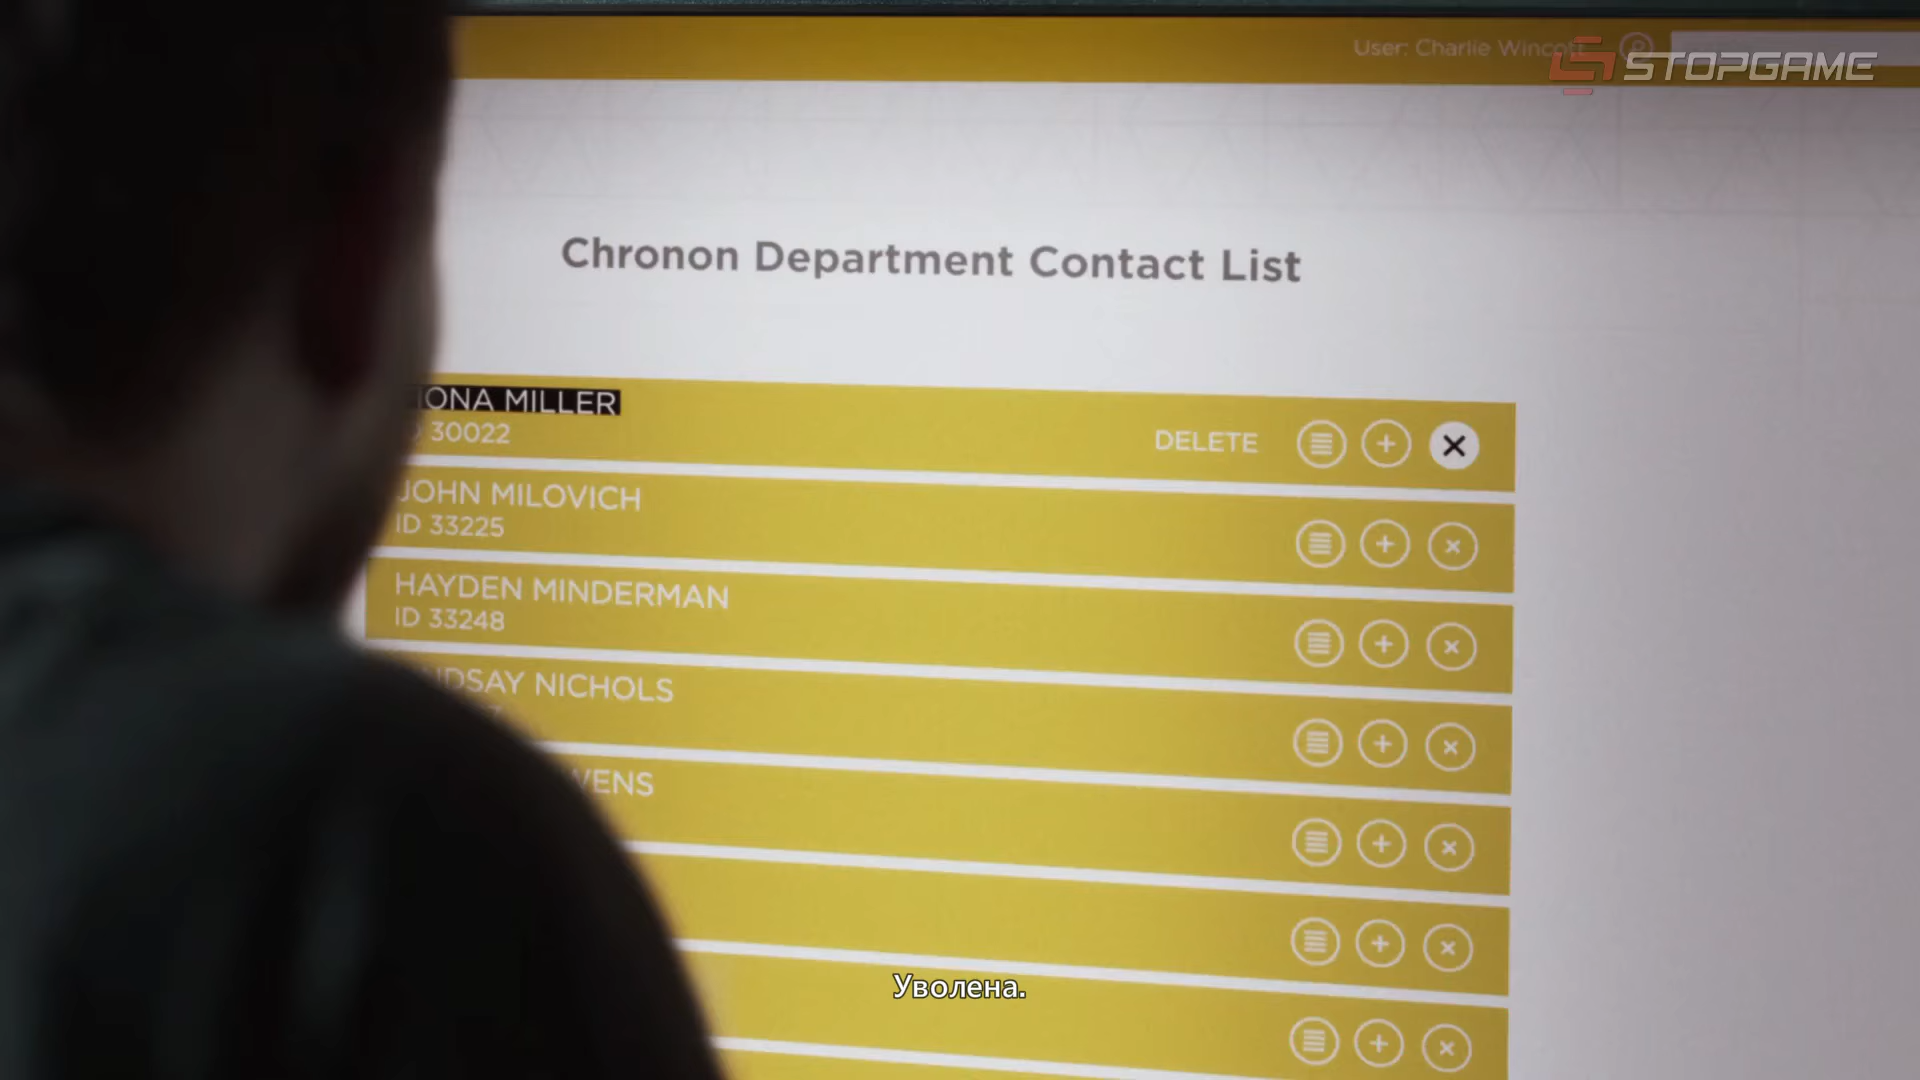 User: Charlie Wincott
STOPGAME
Chronon Department Contact List
IONA MILLER
30022
DELETE
JOHN MILOVICH
ID 33225
HAYDEN MINDERMAN
ID 33248
DSAY NICHOLS
VENS
Уволена.